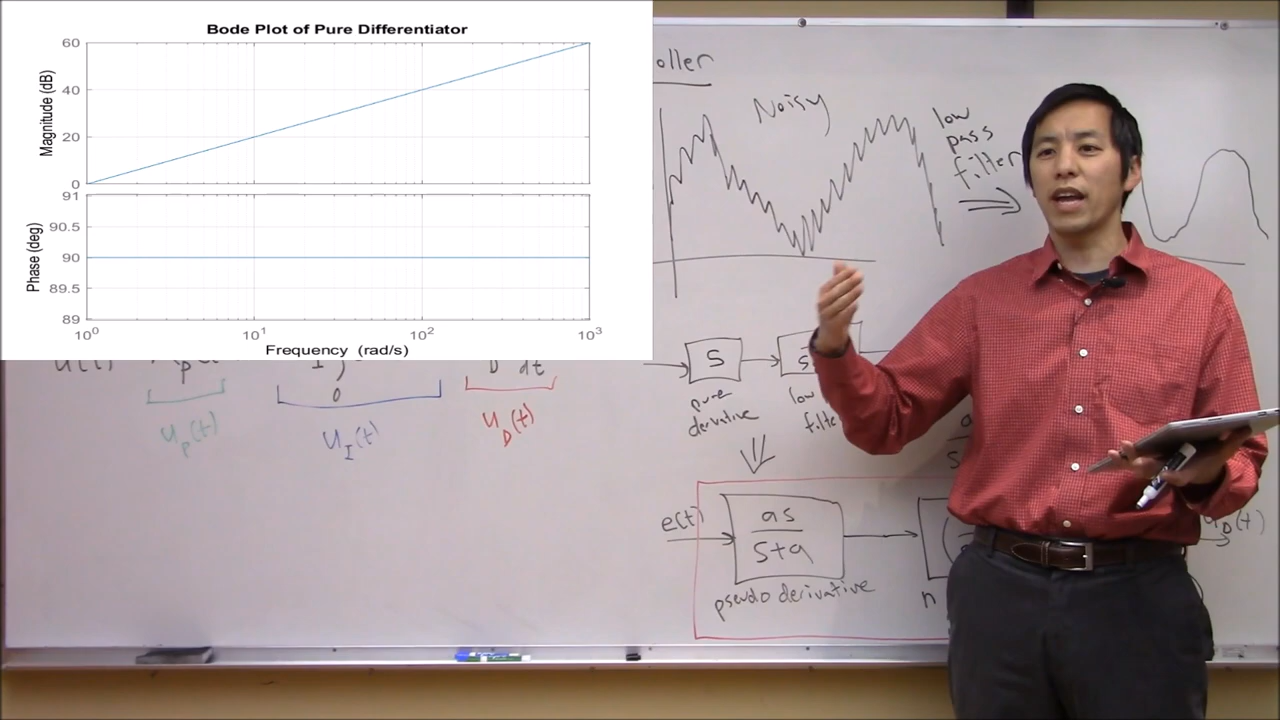 Bode Plot of Pure Differentiator
Magnitude (dB)
60
40
20
0
Phase (deg)
91
90.5
90
89.5
89
10^0 10^1 10^2 10^3
Frequency (rad/s)
oller
Noisy
low
pass
filter
u_P(t)
u_I(t)
u_D(t)
0
dt
s
pure
derivative
e(t)
as
s+a
pseudo derivative
u_D(t)